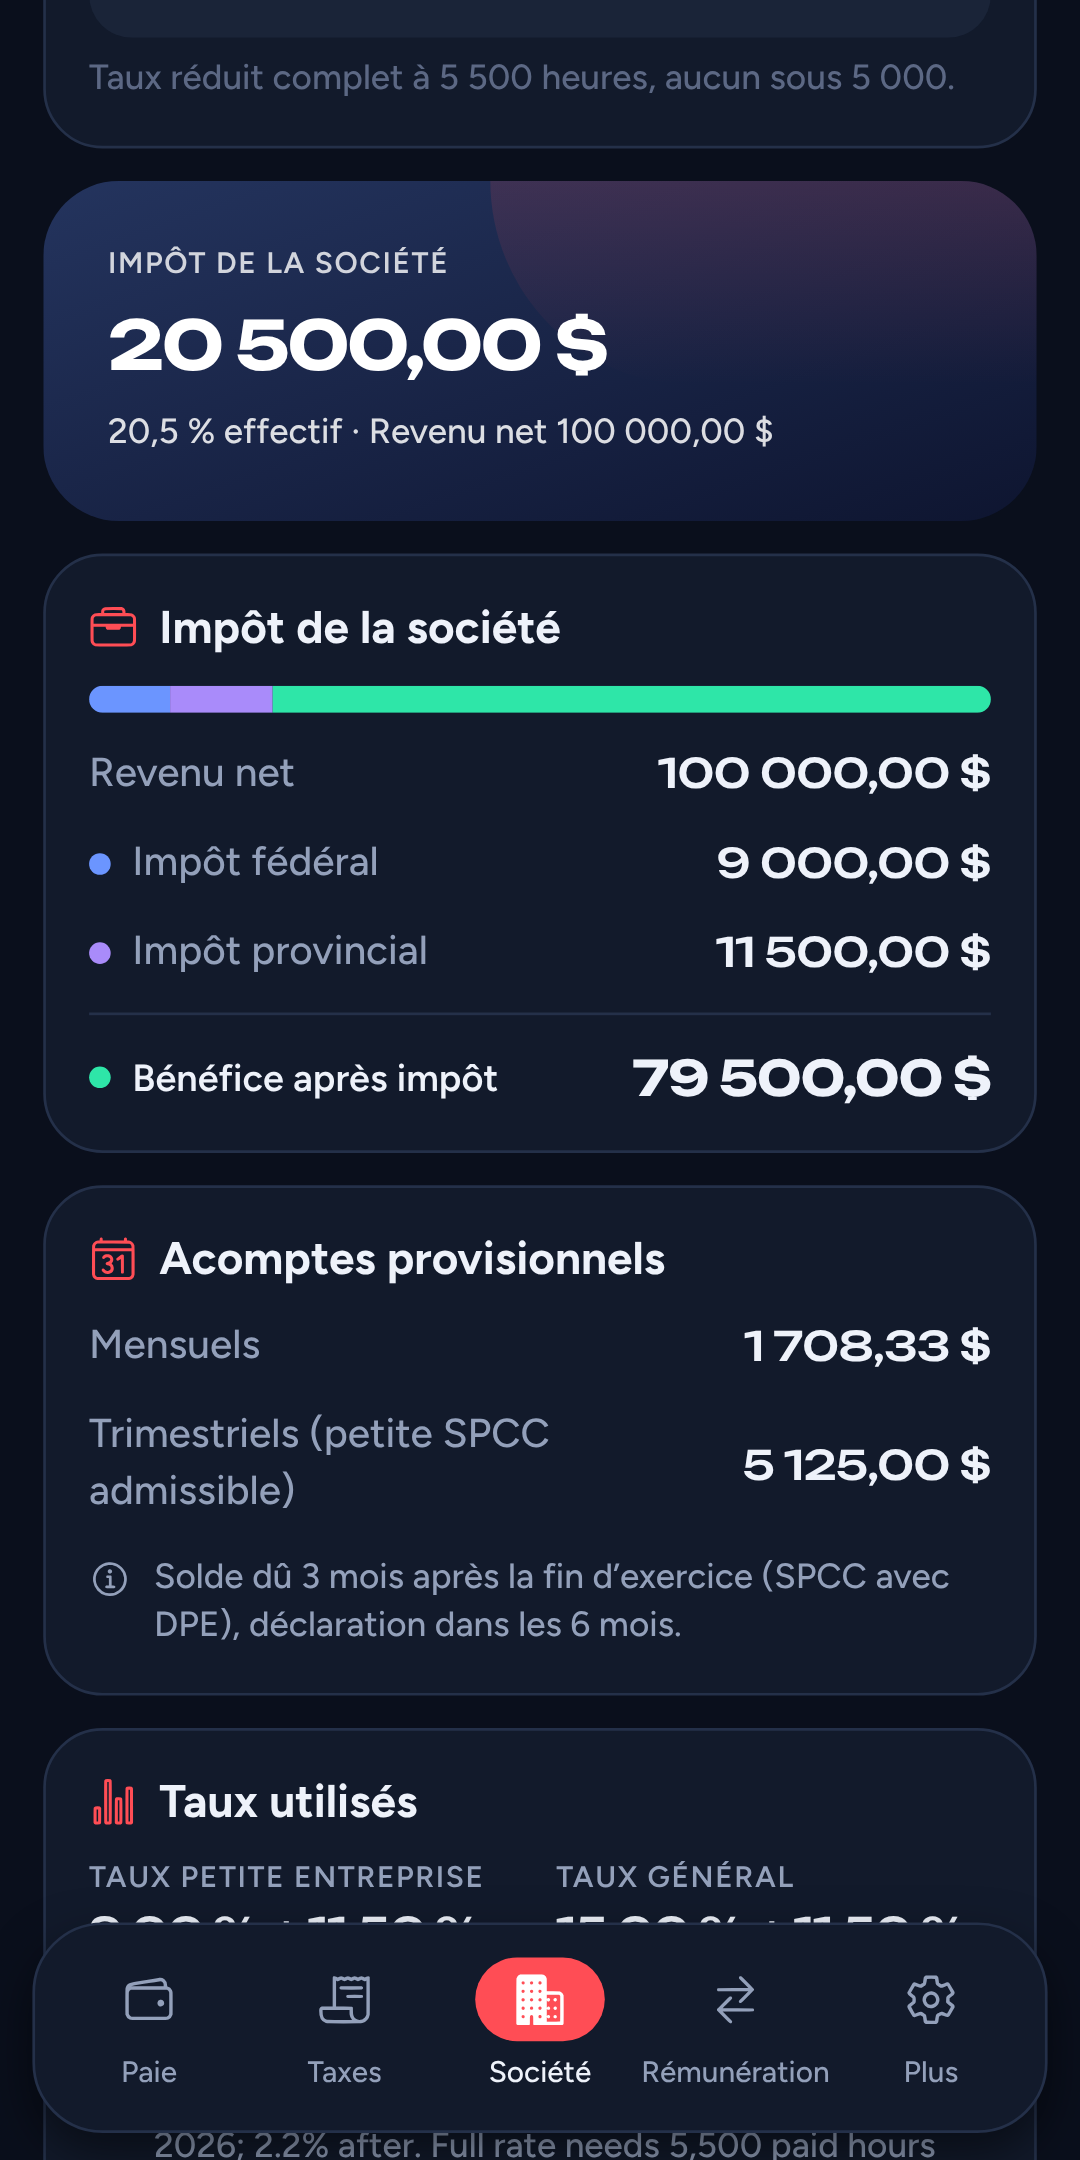 Taux réduit complet à 5 500 heures, aucun sous 5 000.
IMPÔT DE LA SOCIÉTÉ
20 500,00 $
20,5 % effectif · Revenu net 100 000,00 $
Impôt de la société
Revenu net 100 000,00 $
Impôt fédéral 9 000,00 $
Impôt provincial 11 500,00 $
Bénéfice après impôt 79 500,00 $
31 Acomptes provisionnels
Mensuels 1 708,33 $
Trimestriels (petite SPCC
admissible) 5 125,00 $
Solde dû 3 mois après la fin d’exercice (SPCC avec
DPE), déclaration dans les 6 mois.
Taux utilisés
TAUX PETITE ENTREPRISE TAUX GÉNÉRAL
Paie Taxes Société Rémunération Plus
2026; 2.2% after. Full rate needs 5,500 paid hours